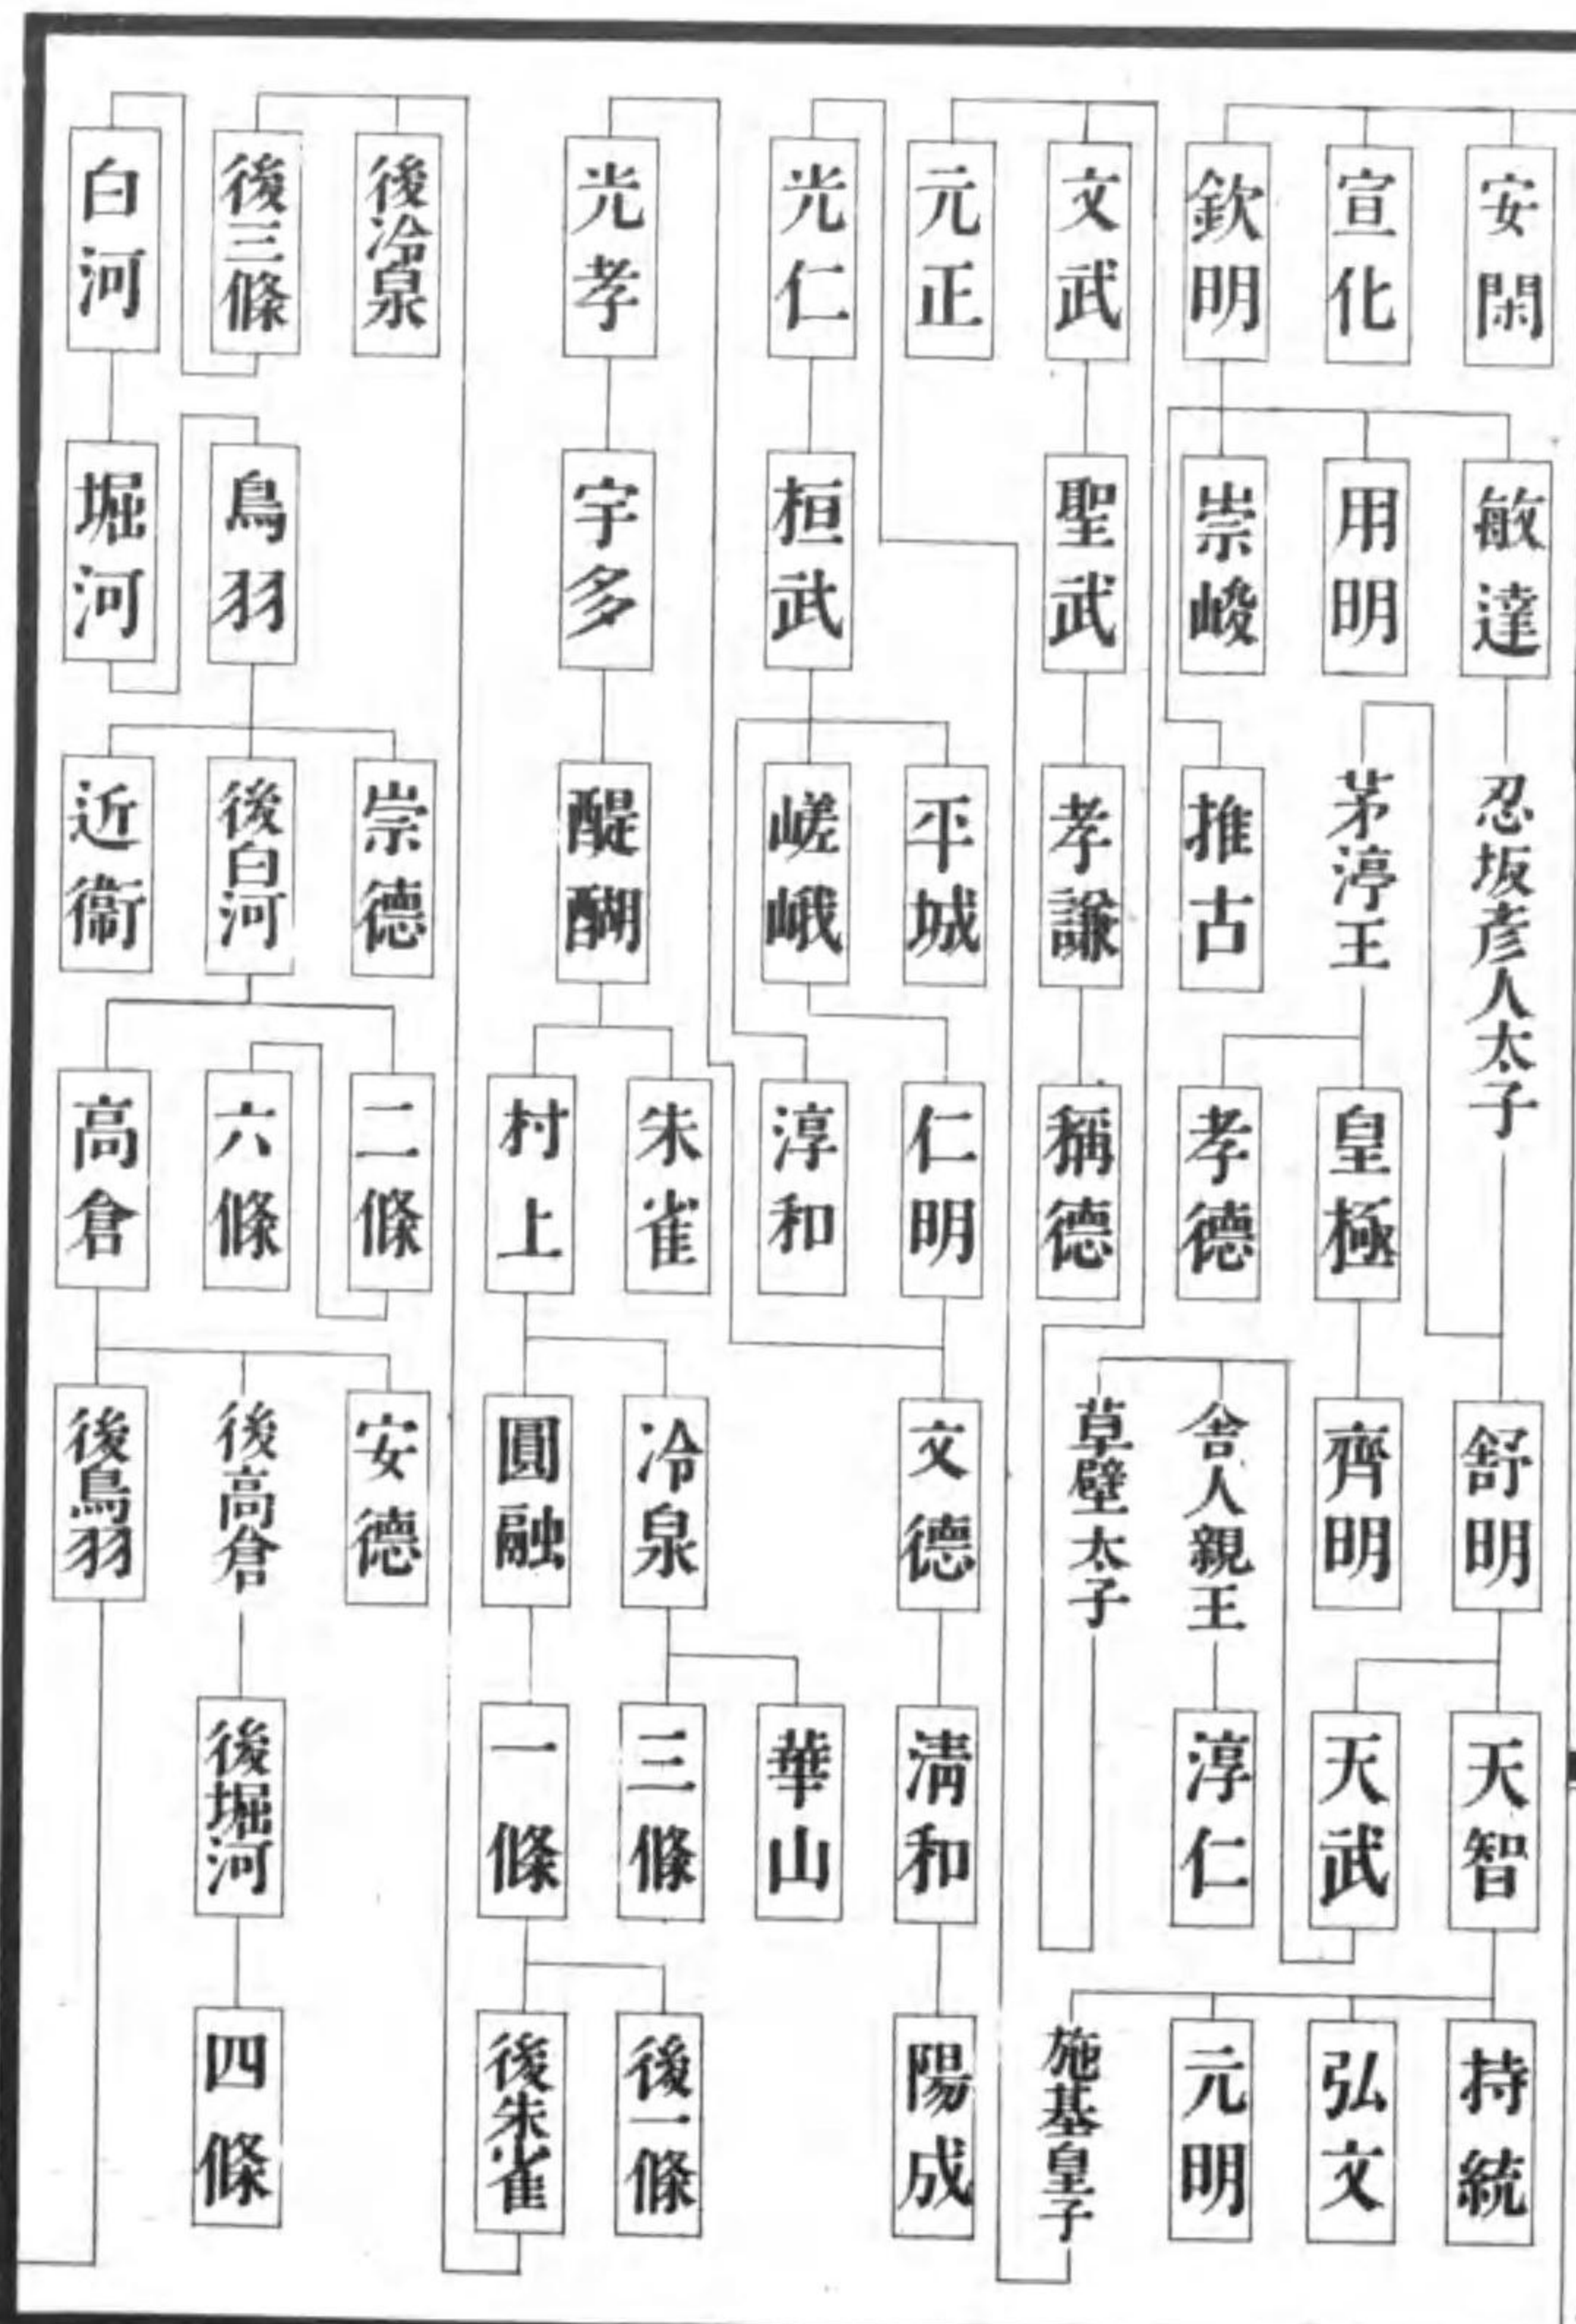 安閑
宣化
欽明
文武
元正
光仁
光孝
後冷泉
後三條
白河
敏達
用明
崇峻
聖武
桓武
宇多
鳥羽
堀河
忍坂彥人太子
茅渟王
推古
孝謙
平城
嵯峨
醍醐
崇德
後白河
近衞
皇極
孝德
稱德
仁明
淳和
朱雀
村上
二條
六條
高倉
舒明
齊明
舍人親王
草壁太子
文德
冷泉
圓融
安德
後高倉
後鳥羽
天智
天武
淳仁
淸和
華山
三條
一條
後堀河
持統
弘文
元明
施基皇子
陽成
後一條
後朱雀
四條